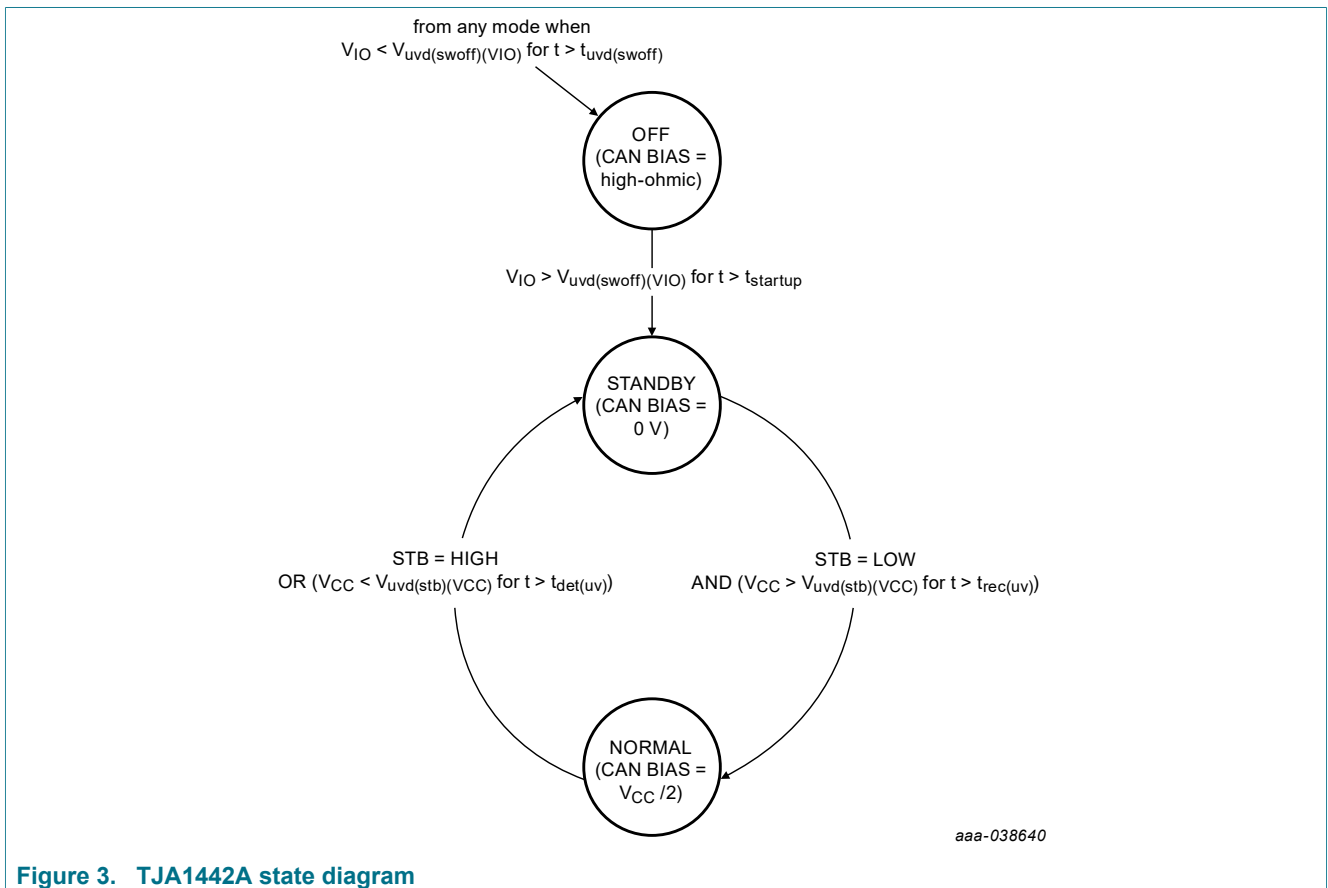 from any mode when
VIO < Vuvd(swoff)(VIO) for t > tuvd(swoff)
OFF
(CAN BIAS =
high-ohmic)
VIO > Vuvd(swoff)(VIO) for t > tstartup
STANDBY
(CAN BIAS =
0 V)
STB = HIGH
OR (VCC < Vuvd(stb)(VCC) for t > tdet(uv))
STB = LOW
AND (VCC > Vuvd(stb)(VCC) for t > trec(uv))
NORMAL
(CAN BIAS =
VCC /2)
aaa-038640
Figure 3. TJA1442A state diagram